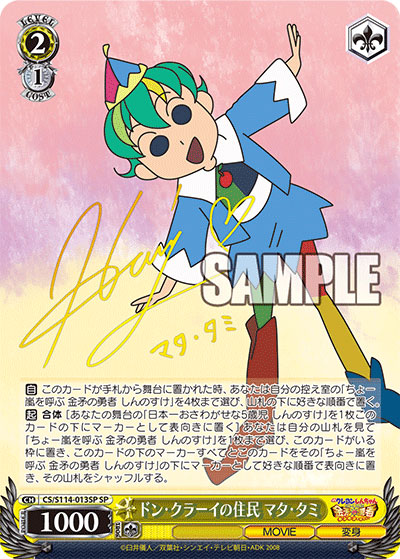 LEVEL
2
1
COST
SAMPLE
マタ・タミ
自 このカードが手札から舞台に置かれた時、あなたは自分の控え室の「ちょー
嵐を呼ぶ 金矛の勇者 しんのすけ」を4枚まで選び、山札の下に好きな順番で置く。
起 合体 [あなたの舞台の「日本一おさわがせな5歳児 しんのすけ」を1枚このカー
ドの下にマーカーとして表向きに置く] あなたは自分の山札を見
て「ちょー嵐を呼ぶ 金矛の勇者 しんのすけ」を1枚まで選び、このカードがいる
枠に置き、このカードの下のマーカーすべてとこのカードをその「ちょー嵐を呼
ぶ 金矛の勇者 しんのすけ」の下にマーカーとして好きな順番で表向きに置
き、その山札をシャッフルする。
CH
CS/S114-013SP SP
POWER
1000
ドン・クラーイの住民 マタ・タミ
MOVIE
変身
クレヨンしんちゃん
©臼井儀人/双葉社・シンエイ・テレビ朝日・ADK 2008